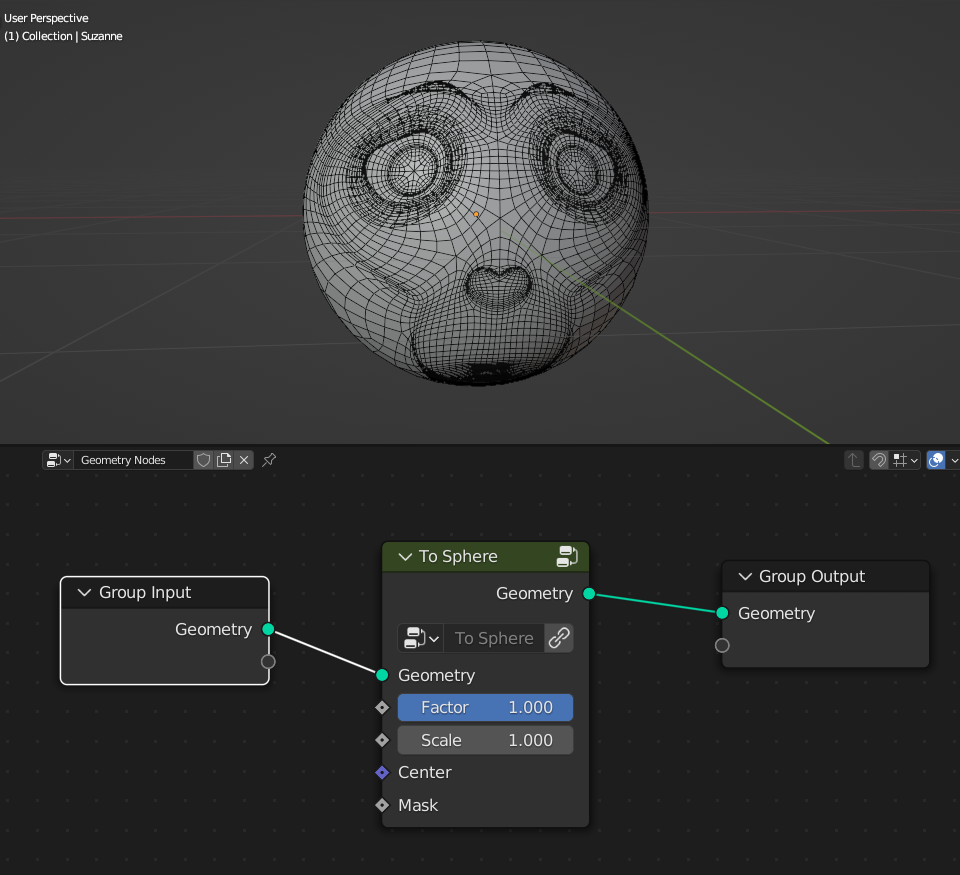 User Perspective
(1) Collection | Suzanne
Geometry Nodes
Group Input
Geometry
To Sphere
Geometry
To Sphere
Geometry
Factor 1.000
Scale 1.000
Center
Mask
Group Output
Geometry